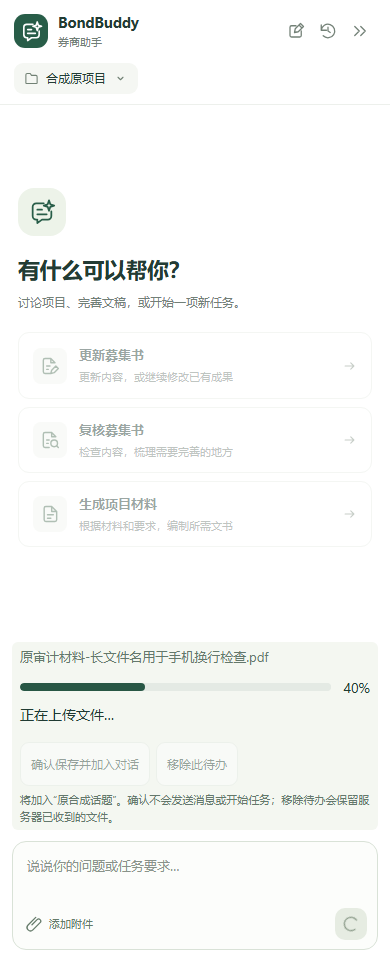 BondBuddy
券商助手
合成原项目
有什么可以帮你？
讨论项目、完善文稿，或开始一项新任务。
更新募集书
更新内容，或继续修改已有成果
复核募集书
检查内容，梳理需要完善的地方
生成项目材料
根据材料和要求，编制所需文书
原审计材料-长文件名用于手机换行检查.pdf
40%
正在上传文件...
确认保存并加入对话
移除此待办
将加入“原合成话题”。确认不会发送消息或开始任务；移除待办会保留服
务器已收到的文件。
说说你的问题或任务要求...
添加附件